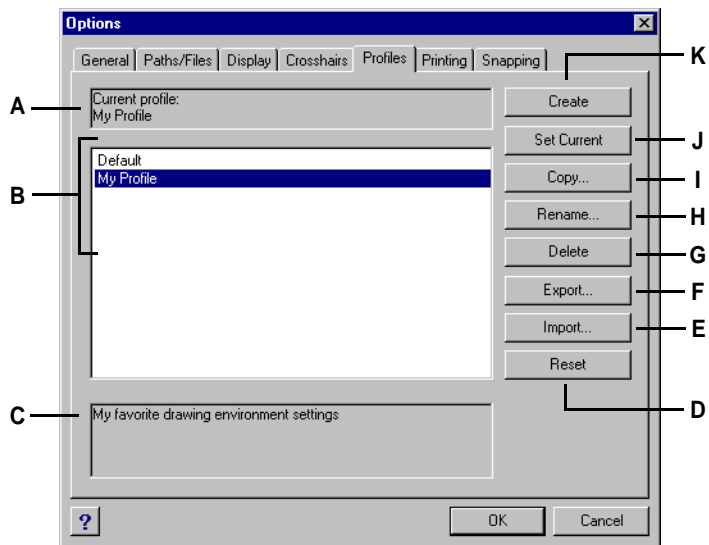 Options
General Paths/Files Display Crosshairs Profiles Printing Snapping
K
A
Current profile:
My Profile
Create
Set Current
J
B
Default
My Profile
Copy...
I
Rename...
H
Delete
G
Export...
F
Import...
E
Reset
D
C
My favorite drawing environment settings
?
OK
Cancel